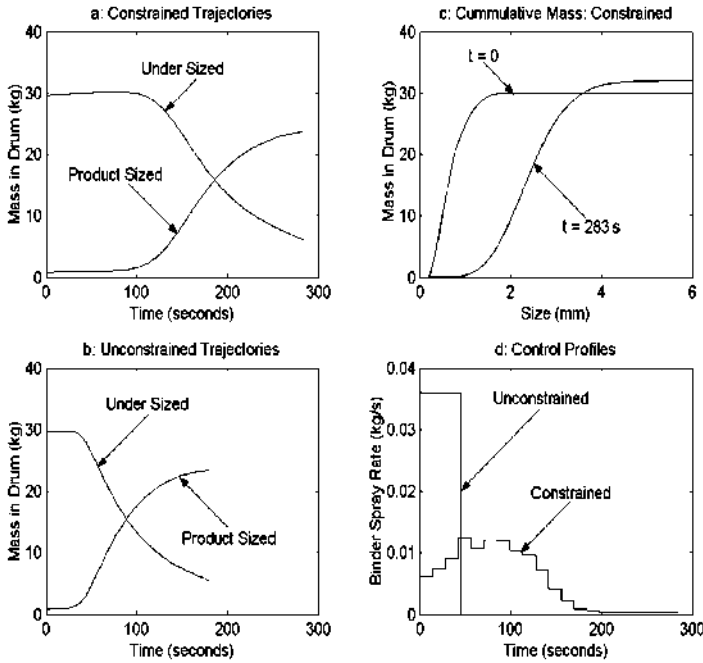 a: Constrained Trajectories
40
30
20
10
0
Mass in Drum (kg)
Under Sized
Product Sized
0 100 200 300
Time (seconds)
c: Cummulative Mass: Constrained
40
30
20
10
0
Mass in Drum (kg)
t = 0
t = 283 s
0 2 4 6
Size (mm)
b: Unconstrained Trajectories
40
30
20
10
0
Mass in Drum (kg)
Under Sized
Product Sized
0 100 200 300
Time (seconds)
d: Control Profiles
0.04
0.03
0.02
0.01
0
Binder Spray Rate (kg/s)
Unconstrained
Constrained
0 100 200 300
Time (seconds)